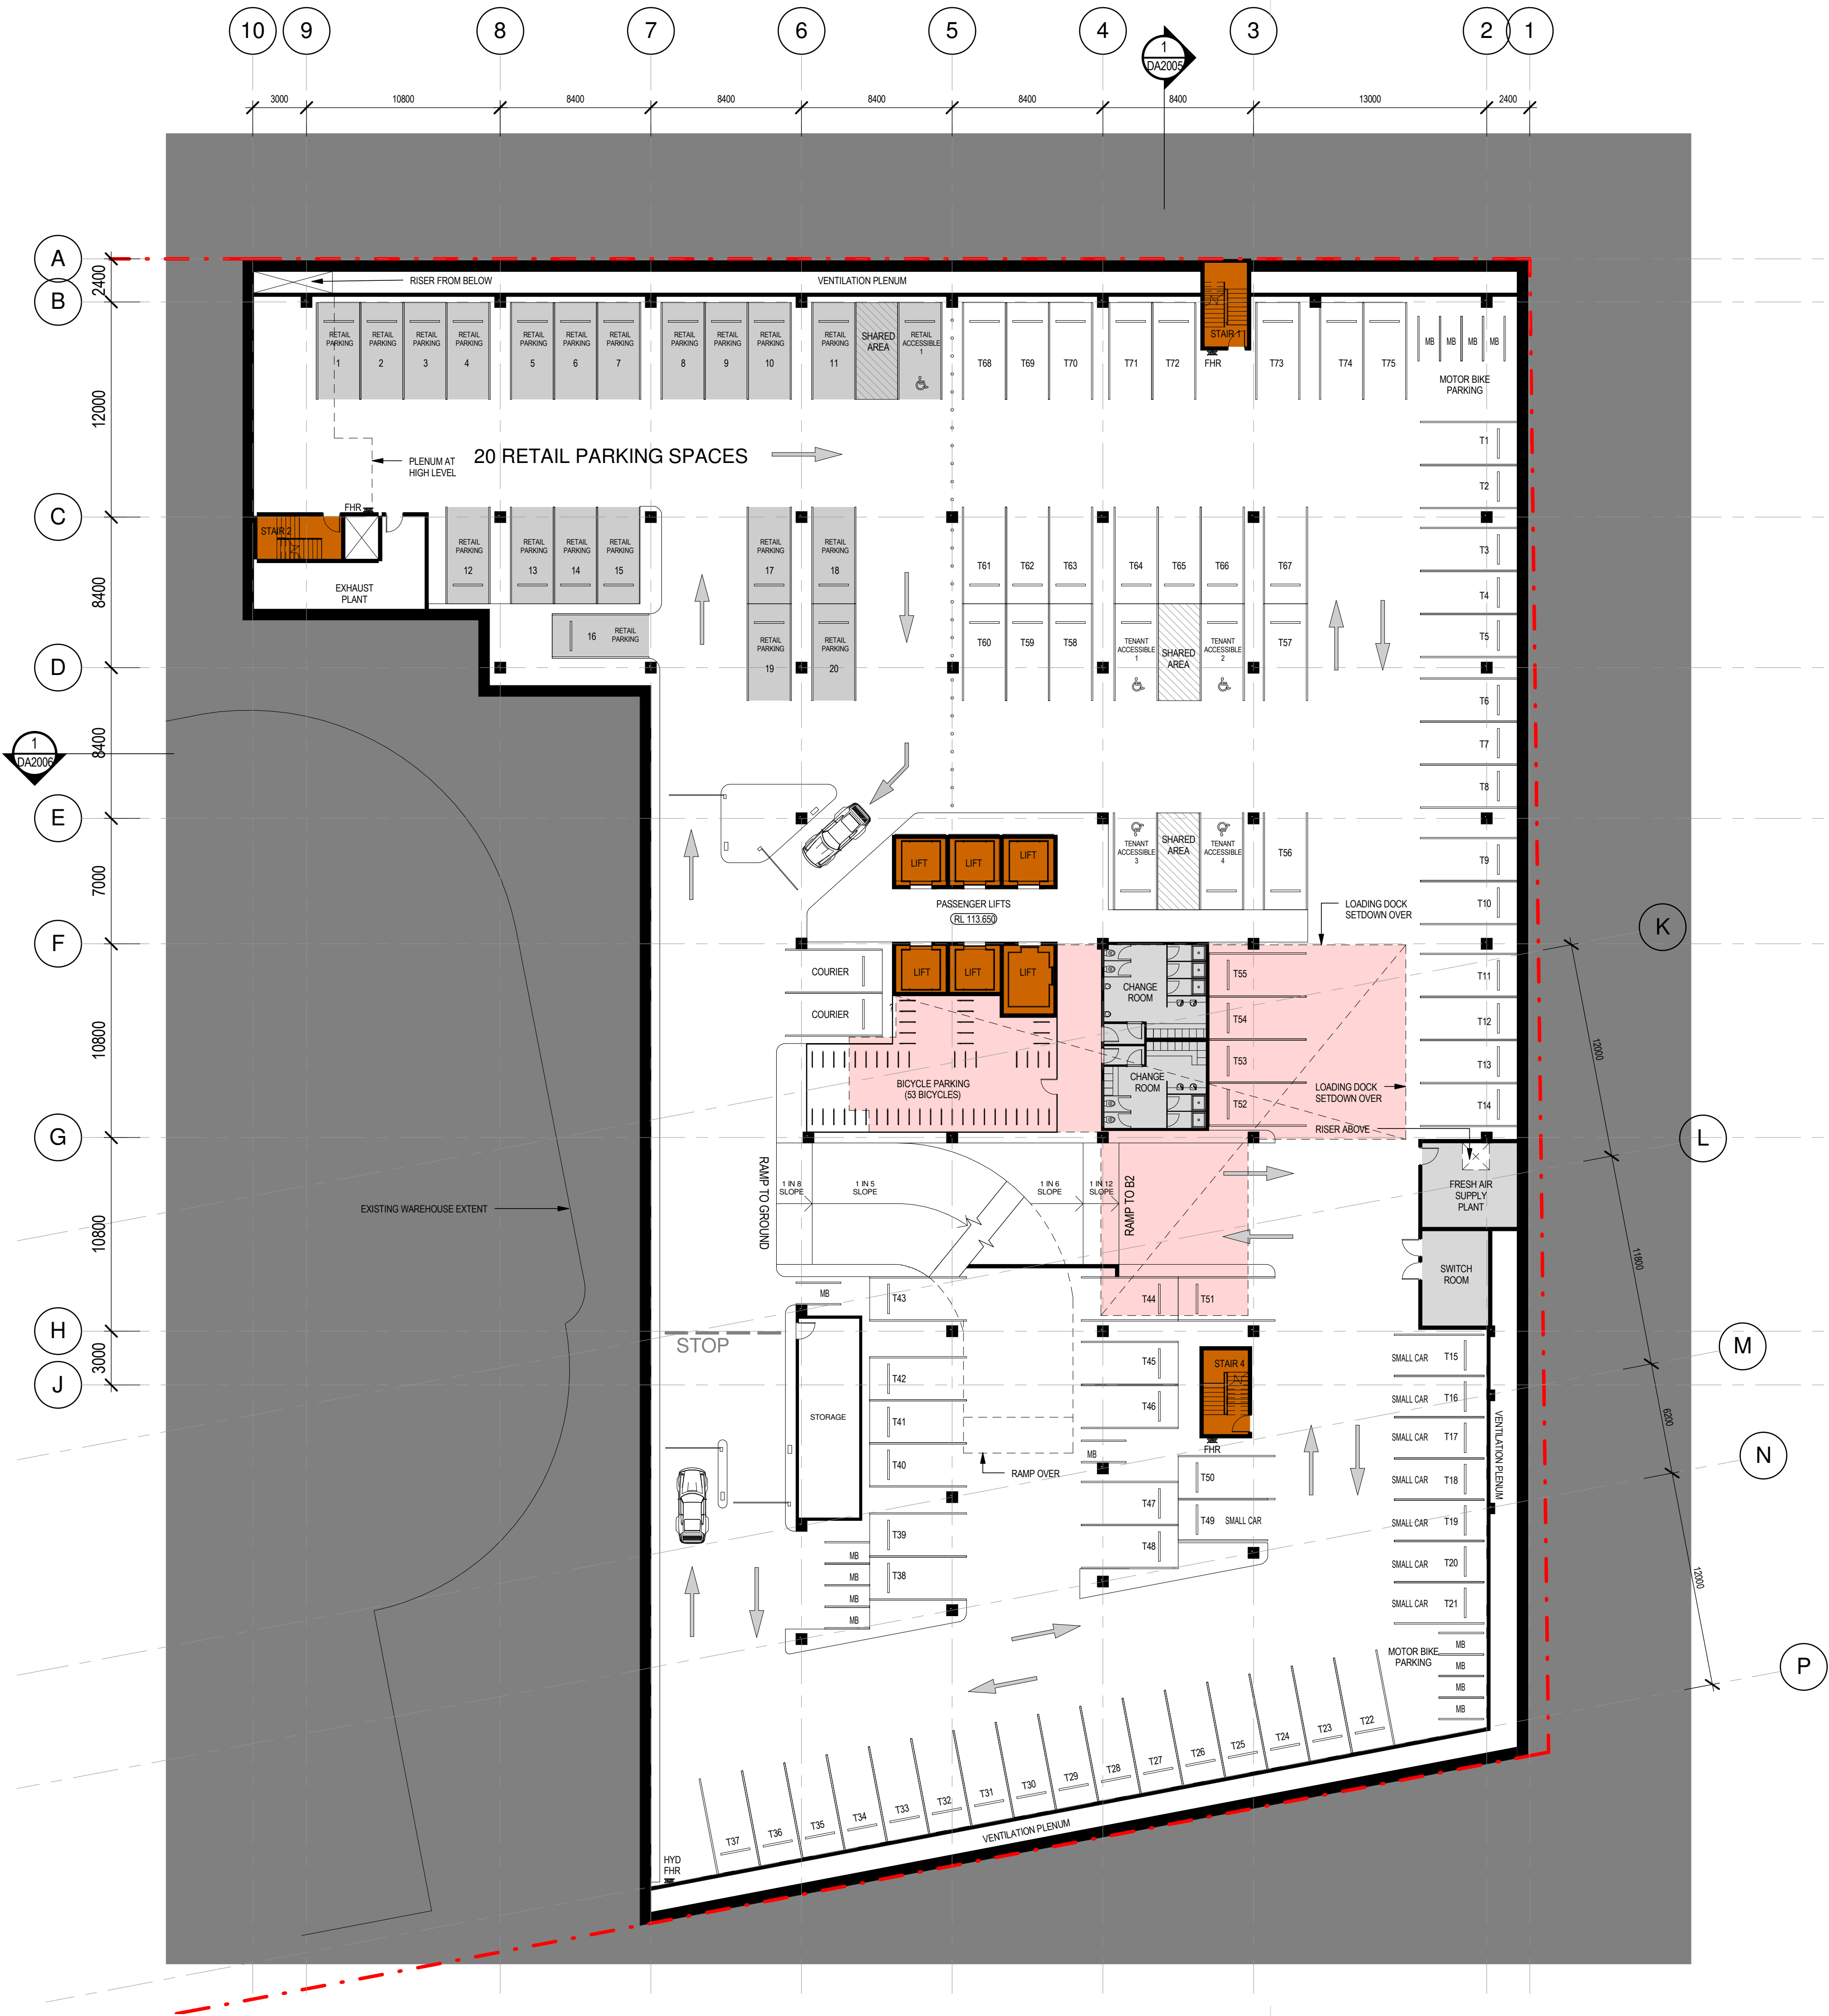 10 9 8 7 6 5 4 3 2 1
1
DA2005
3000 10800 8400 8400 8400 8400 8400 13000 2400
A
2400
B
RISER FROM BELOW
VENTILATION PLENUM
STAIR 1
FHR
RETAIL PARKING 1
RETAIL PARKING 2
RETAIL PARKING 3
RETAIL PARKING 4
RETAIL PARKING 5
RETAIL PARKING 6
RETAIL PARKING 7
RETAIL PARKING 8
RETAIL PARKING 9
RETAIL PARKING 10
RETAIL PARKING 11
SHARED AREA
RETAIL ACCESSIBLE 1
T68 T69 T70 T71 T72 T73 T74 T75
MB MB MB MB
MOTOR BIKE
PARKING
12000
PLENUM AT
HIGH LEVEL
20 RETAIL PARKING SPACES
T1
T2
C
FHR
STAIR 2
EXHAUST
PLANT
8400
RETAIL PARKING 12
RETAIL PARKING 13
RETAIL PARKING 14
RETAIL PARKING 15
16 RETAIL PARKING
RETAIL PARKING 17
RETAIL PARKING 18
RETAIL PARKING 19
RETAIL PARKING 20
T61 T62 T63 T64 T65 T66 T67
T60 T59 T58
TENANT ACCESSIBLE 1
SHARED AREA
TENANT ACCESSIBLE 2
T57
T3
T4
T5
D
T6
T7
T8
8400
1
DA2006
E
7000
LIFT LIFT LIFT
PASSENGER LIFTS
RL 113.650
TENANT ACCESSIBLE 3
SHARED AREA
TENANT ACCESSIBLE 4
T56
T9
T10
LOADING DOCK
SETDOWN OVER
F
K
COURIER
COURIER
LIFT LIFT LIFT
?
CHANGE
ROOM
CHANGE
ROOM
T55
T54
T53
T52
T11
T12
T13
T14
10800
12000
BICYCLE PARKING
(53 BICYCLES)
LOADING DOCK
SETDOWN OVER
RISER ABOVE
G
L
RAMP TO GROUND
1 IN 8
SLOPE
1 IN 5
SLOPE
1 IN 6
SLOPE
1 IN 12
SLOPE
RAMP TO B2
FRESH AIR
SUPPLY
PLANT
EXISTING WAREHOUSE EXTENT
10800
11800
SWITCH
ROOM
MB
T43
T44 T51
H
STOP
3000
J
M
T42
T41
T40
STORAGE
T45
T46
STAIR 4
FHR
MB
RAMP OVER
SMALL CAR T15
SMALL CAR T16
SMALL CAR T17
SMALL CAR T18
SMALL CAR T19
SMALL CAR T20
SMALL CAR T21
VENTILATION PLENUM
6200
N
T50
T49 SMALL CAR
T47
T48
T39
T38
MB
MB
MB
MB
12000
MOTOR BIKE
PARKING
MB
MB
MB
MB
P
T37 T36 T35 T34 T33 T32 T31 T30 T29 T28 T27 T26 T25 T24 T23 T22
VENTILATION PLENUM
HYD
FHR